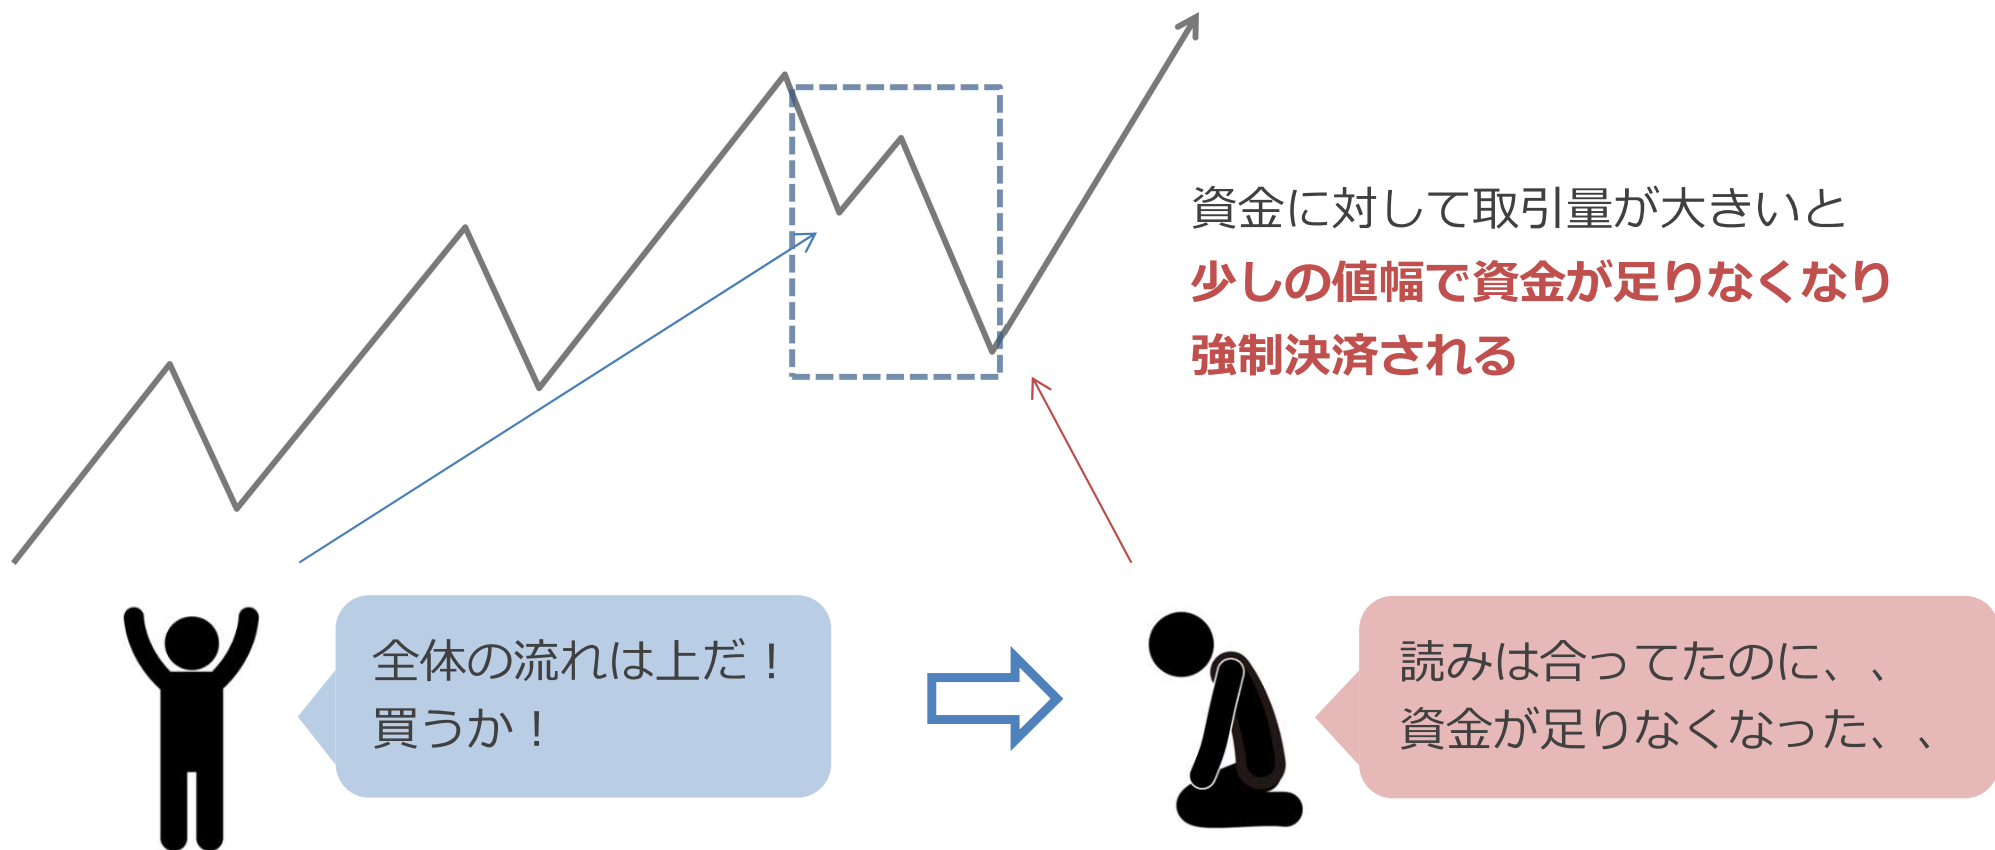 資金に対して取引量が大きいと
少しの値幅で資金が足りなくなり
強制決済される
全体の流れは上だ！
買うか！
読みは合ってたのに、、
資金が足りなくなった、、